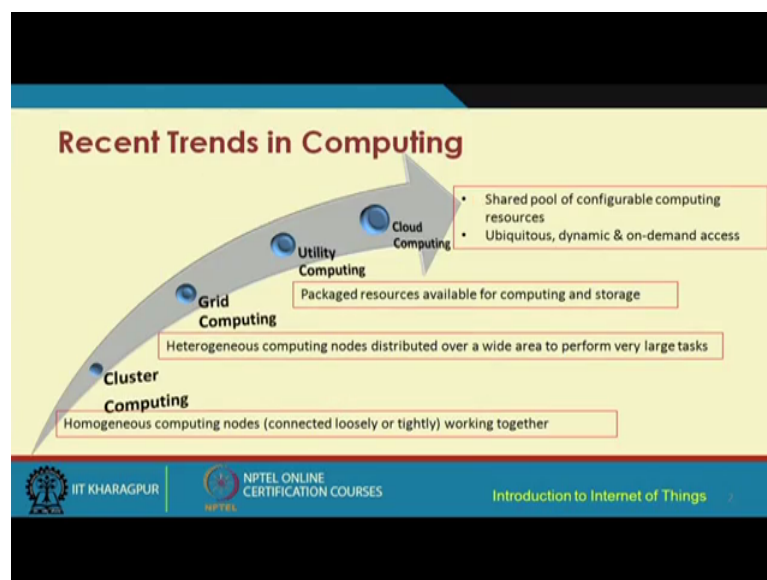 Recent Trends in Computing
• Shared pool of configurable computing
resources
• Ubiquitous, dynamic & on-demand access
Cloud
Computing
Utility
Computing
Packaged resources available for computing and storage
Grid
Computing
Heterogeneous computing nodes distributed over a wide area to perform very large tasks
Cluster
Computing
Homogeneous computing nodes (connected loosely or tightly) working together
IIT KHARAGPUR
NPTEL
NPTEL ONLINE
CERTIFICATION COURSES
Introduction to Internet of Things